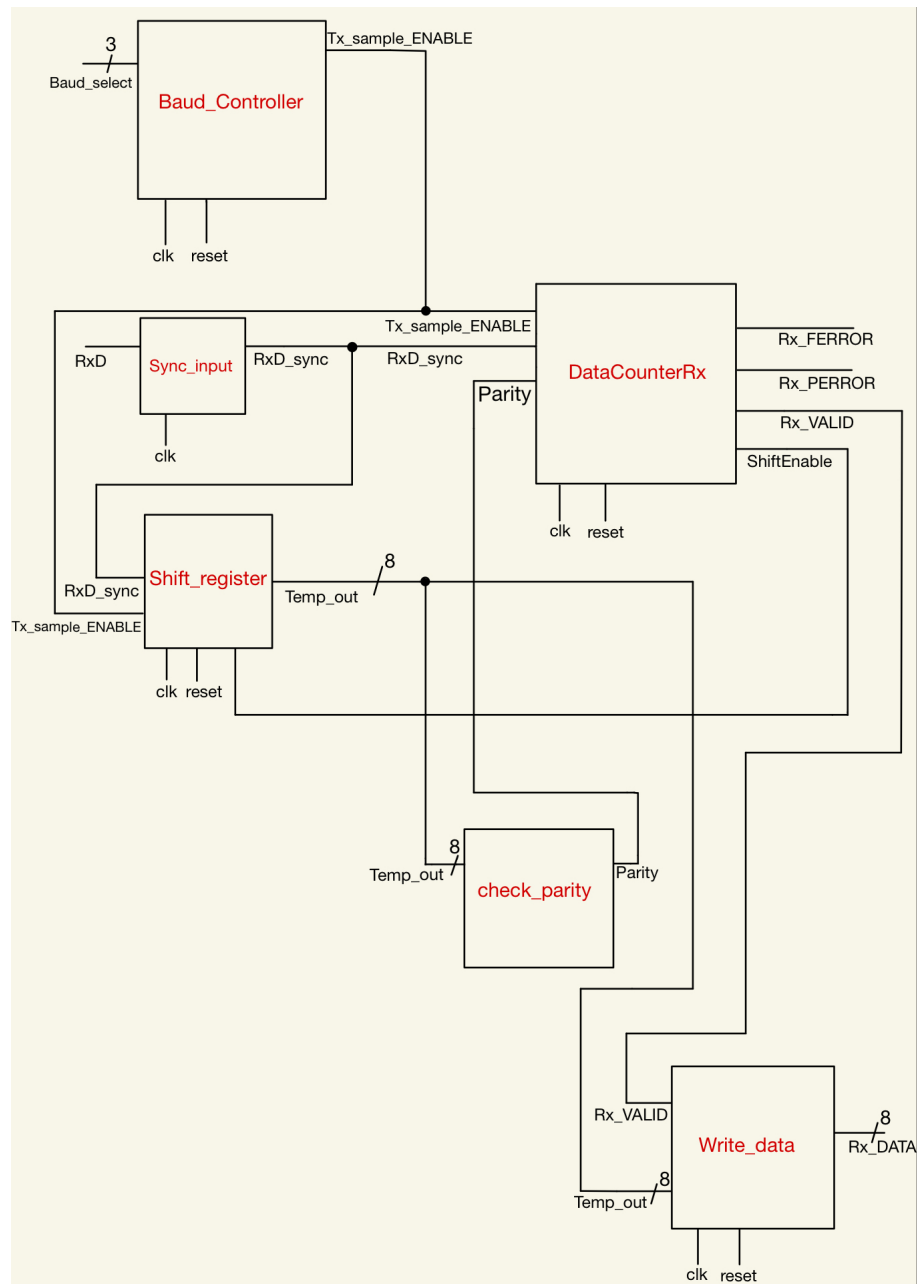 3
Tx_sample_ENABLE
Baud_select
Baud_Controller
clk
reset
Tx_sample_ENABLE
RxD
Sync_input
RxD_sync
RxD_sync
clk
Parity
DataCounterRx
Rx_FERROR
Rx_PERROR
Rx_VALID
ShiftEnable
clk
reset
Shift_register
RxD_sync
Tx_sample_ENABLE
clk
reset
8
Temp_out
8
Temp_out
check_parity
Parity
Rx_VALID
Write_data
8
Rx_DATA
8
Temp_out
clk
reset